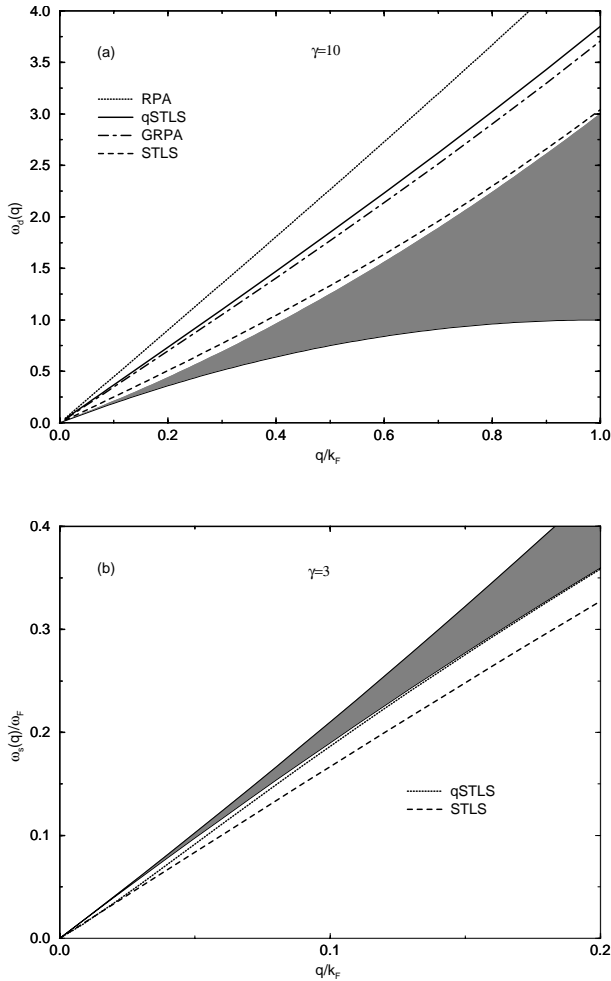 4.0
(a)
γ=10
3.5
RPA
qSTLS
3.0
GRPA
STLS
2.5
ω_d(q)
2.0
1.5
1.0
0.5
0.0
0.0 0.2 0.4 0.6 0.8 1.0
q/k_F
0.4
(b)
γ=3
0.3
ω_s(q)/ω_F
0.2
qSTLS
STLS
0.1
0.0
0.0 0.1 0.2
q/k_F